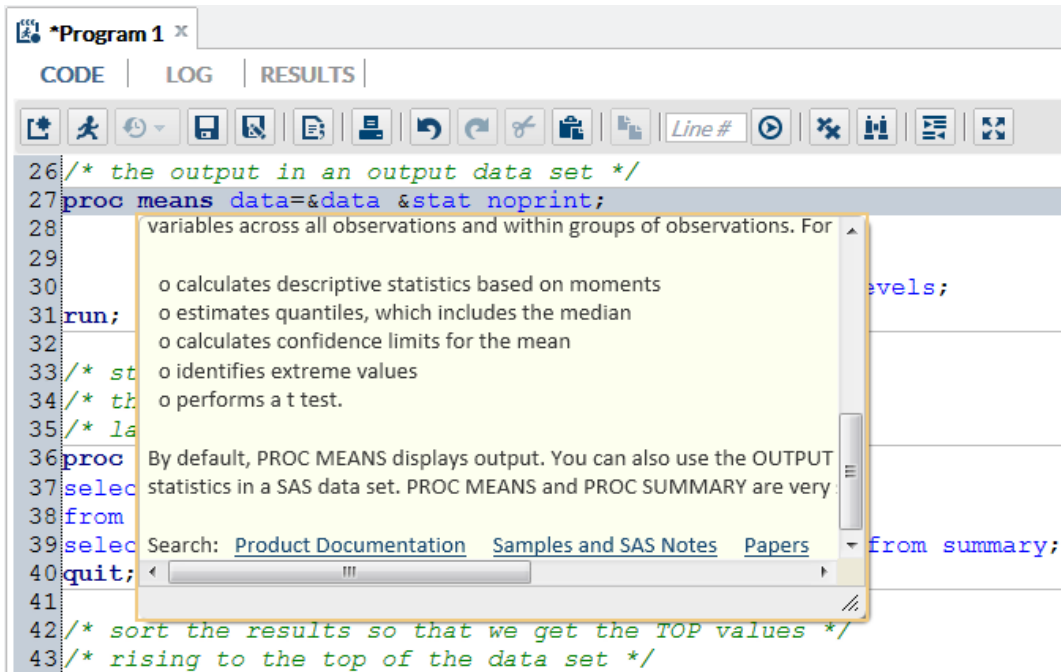 *Program 1 x
CODE LOG RESULTS
Line #
26 /* the output in an output data set */
27 proc means data=&data &stat noprint;
28 variables across all observations and within groups of observations. For
29
o calculates descriptive statistics based on moments
30 evels;
o estimates quantiles, which includes the median
31 run;
o calculates confidence limits for the mean
32
33 /* st
o identifies extreme values
34 /* th
o performs a t test.
35 /* la
36 proc
By default, PROC MEANS displays output. You can also use the OUTPUT
37 selec
statistics in a SAS data set. PROC MEANS and PROC SUMMARY are very
38 from
39 selec from summary;
Search: Product Documentation Samples and SAS Notes Papers
40 quit;
41
42 /* sort the results so that we get the TOP values */
43 /* rising to the top of the data set */